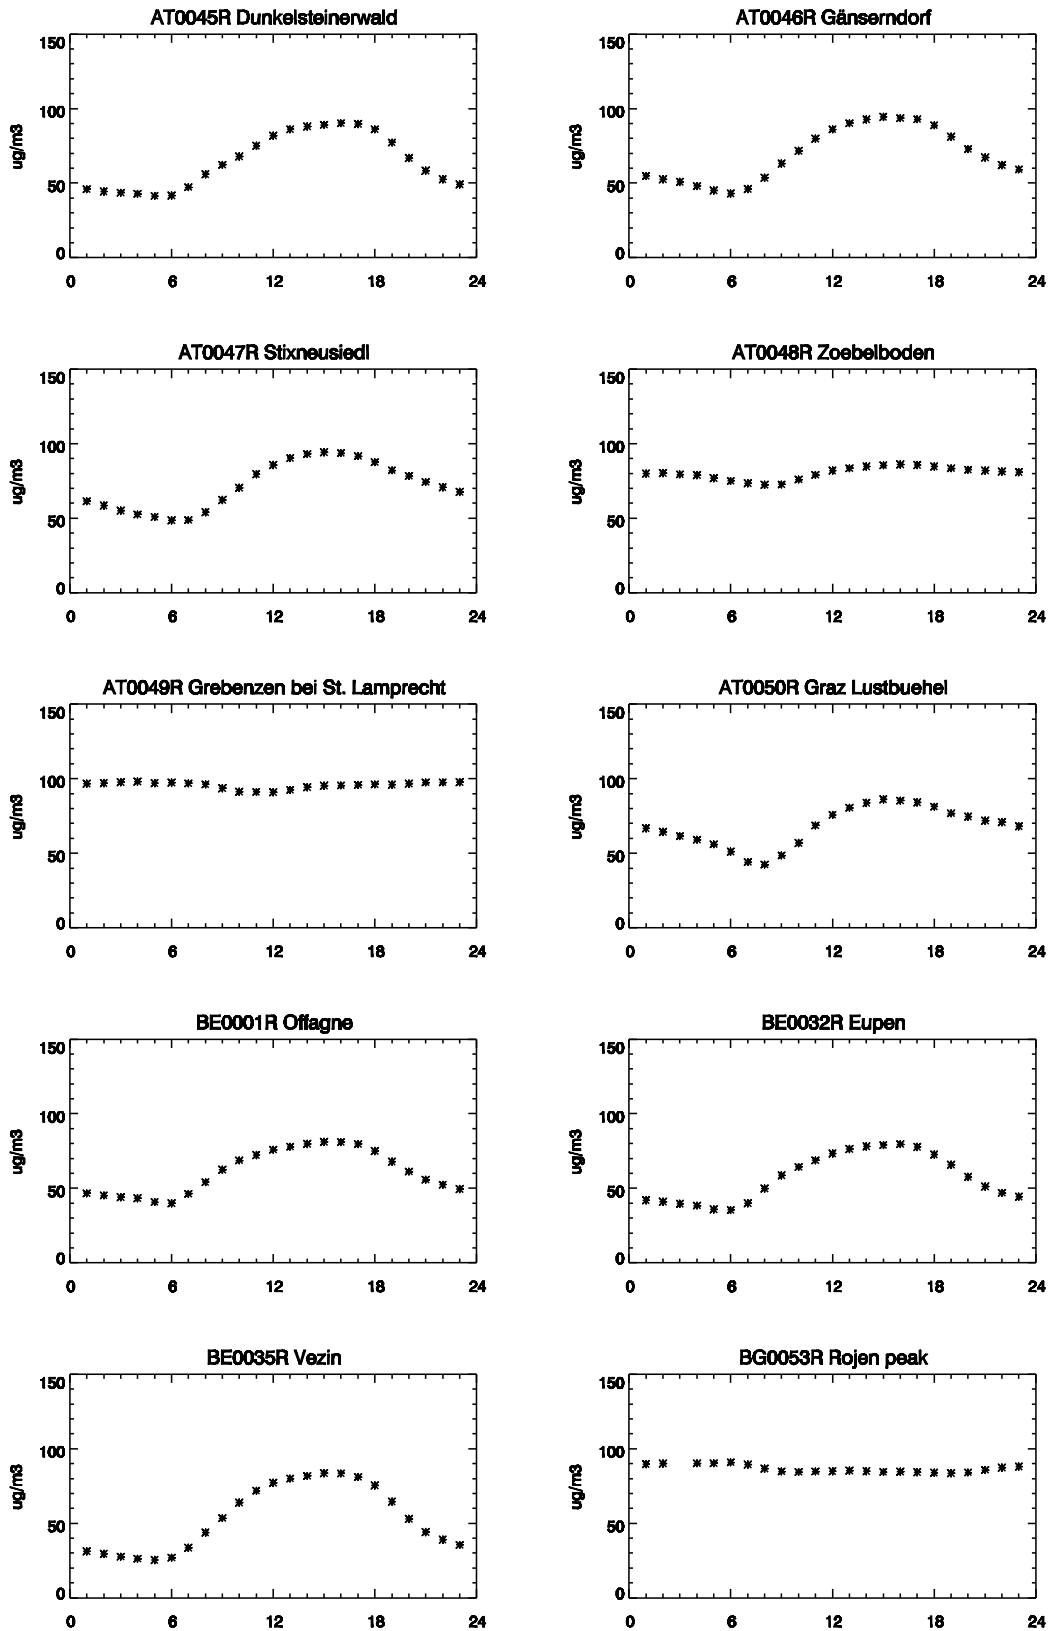 AT0045R Dunkelsteinerwald
150
100
50
0
ug/m3
0 6 12 18 24
AT0046R Gänserndorf
150
100
50
0
ug/m3
0 6 12 18 24
AT0047R Stixneusiedl
150
100
50
0
ug/m3
0 6 12 18 24
AT0048R Zoebelboden
150
100
50
0
ug/m3
0 6 12 18 24
AT0049R Grebenzen bei St. Lamprecht
150
100
50
0
ug/m3
0 6 12 18 24
AT0050R Graz Lustbuehel
150
100
50
0
ug/m3
0 6 12 18 24
BE0001R Offagne
150
100
50
0
ug/m3
0 6 12 18 24
BE0032R Eupen
150
100
50
0
ug/m3
0 6 12 18 24
BE0035R Vezin
150
100
50
0
ug/m3
0 6 12 18 24
BG0053R Rojen peak
150
100
50
0
ug/m3
0 6 12 18 24